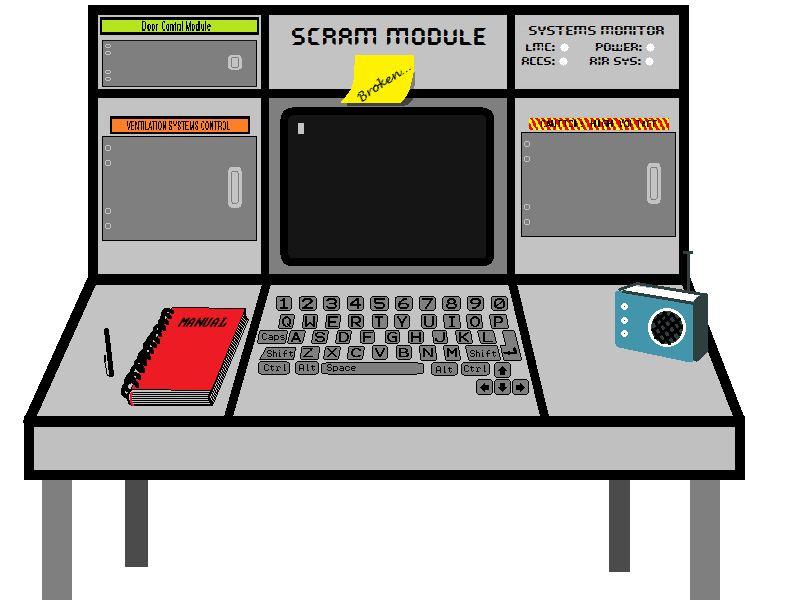 Door Control Module
SCRAM MODULE
SYSTEMS MONITOR
LMC: POWER:
RCCS: AIR SYS:
Broken...
VENTILATION SYSTEMS CONTROL
MANUAL
1 2 3 4 5 6 7 8 9 0
Q W E R T Y U I O P
Caps A S D F G H J K L
Shift Z X C V B N M Shift
Ctrl Alt Space Alt Ctrl